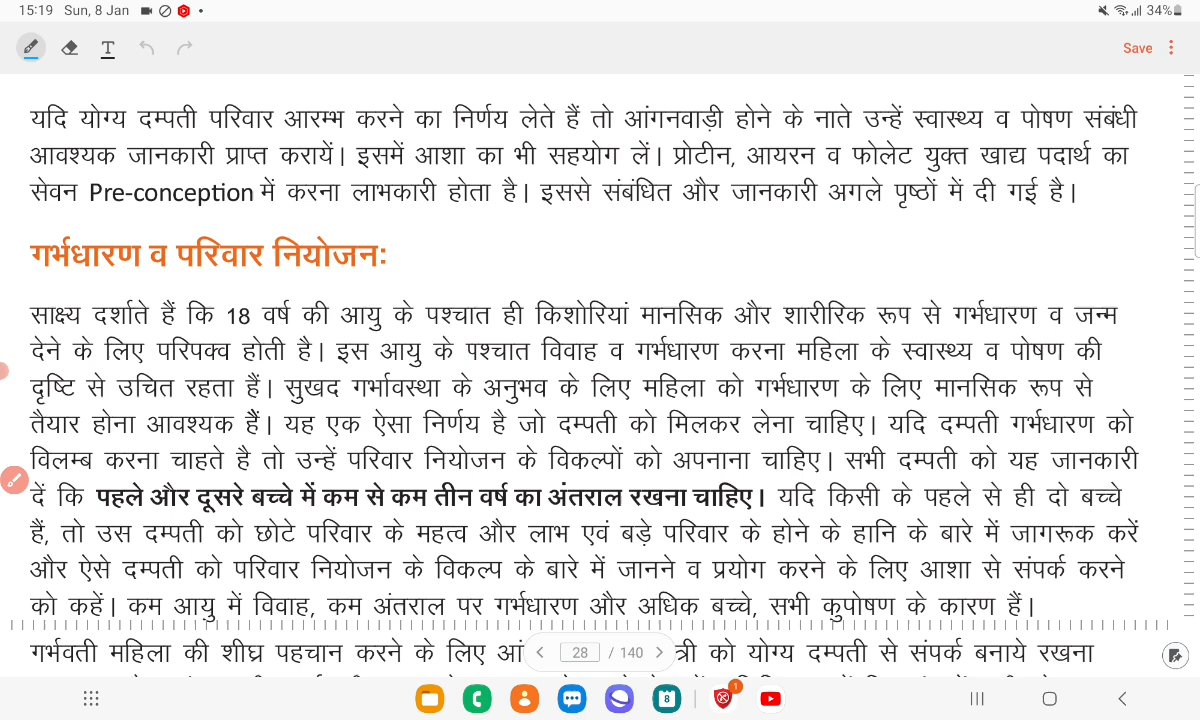 15:19 Sun, 8 Jan 34%
T Save
यदि योग्य दम्पती परिवार आरम्भ करने का निर्णय लेते हैं तो आंगनवाड़ी होने के नाते उन्हें स्वास्थ्य व पोषण संबंधी
आवश्यक जानकारी प्राप्त करायें। इसमें आशा का भी सहयोग लें। प्रोटीन, आयरन व फोलेट युक्त खाद्य पदार्थ का
सेवन Pre-conception में करना लाभकारी होता है। इससे संबंधित और जानकारी अगले पृष्ठों में दी गई है।
गर्भधारण व परिवार नियोजनः
साक्ष्य दर्शाते हैं कि 18 वर्ष की आयु के पश्चात ही किशोरियां मानसिक और शारीरिक रूप से गर्भधारण व जन्म
देने के लिए परिपक्व होती है। इस आयु के पश्चात विवाह व गर्भधारण करना महिला के स्वास्थ्य व पोषण की
दृष्टि से उचित रहता हैं। सुखद गर्भावस्था के अनुभव के लिए महिला को गर्भधारण के लिए मानसिक रूप से
तैयार होना आवश्यक हैं। यह एक ऐसा निर्णय है जो दम्पती को मिलकर लेना चाहिए। यदि दम्पती गर्भधारण को
विलम्ब करना चाहते है तो उन्हें परिवार नियोजन के विकल्पों को अपनाना चाहिए। सभी दम्पती को यह जानकारी
दें कि पहले और दूसरे बच्चे में कम से कम तीन वर्ष का अंतराल रखना चाहिए। यदि किसी के पहले से ही दो बच्चे
हैं, तो उस दम्पती को छोटे परिवार के महत्व और लाभ एवं बड़े परिवार के होने के हानि के बारे में जागरूक करें
और ऐसे दम्पती को परिवार नियोजन के विकल्प के बारे में जानने व प्रयोग करने के लिए आशा से संपर्क करने
को कहें। कम आयु में विवाह, कम अंतराल पर गर्भधारण और अधिक बच्चे, सभी कुपोषण के कारण हैं।
गर्भवती महिला की शीघ्र पहचान करने के लिए को योग्य दम्पती से संपर्क बनाये रखना
28 / 140
8 1